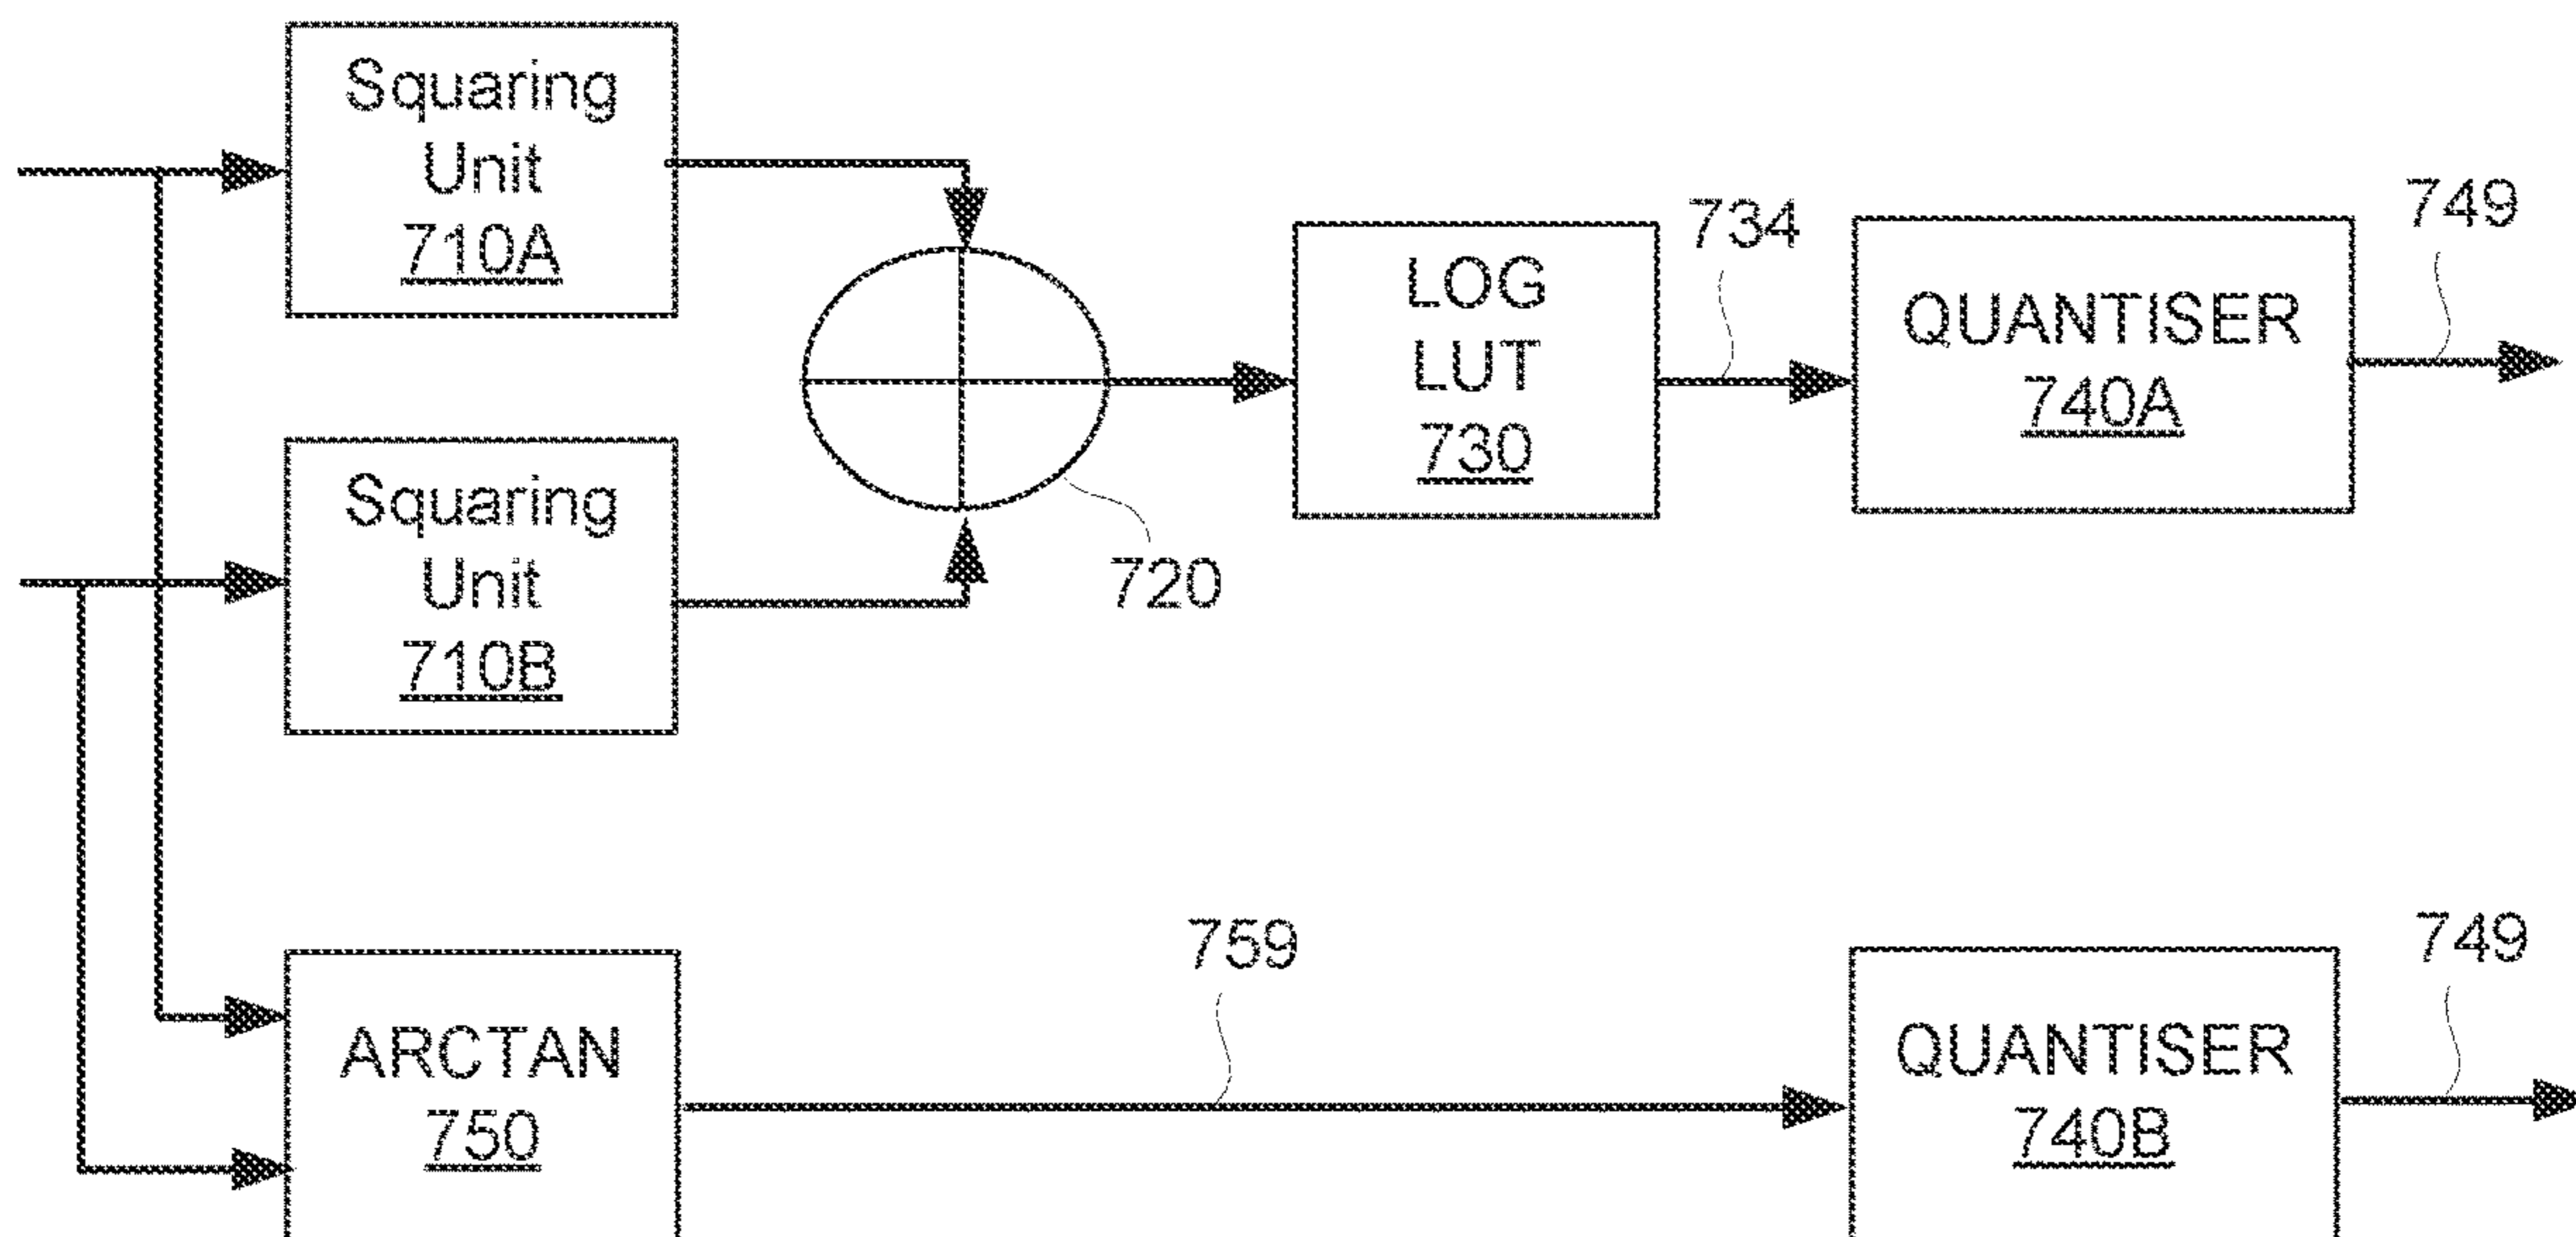 Squaring
Unit
710A
734
749
LOG
LUT
730
QUANTISER
740A
Squaring
Unit
710B
720
759
749
ARCTAN
750
QUANTISER
740B